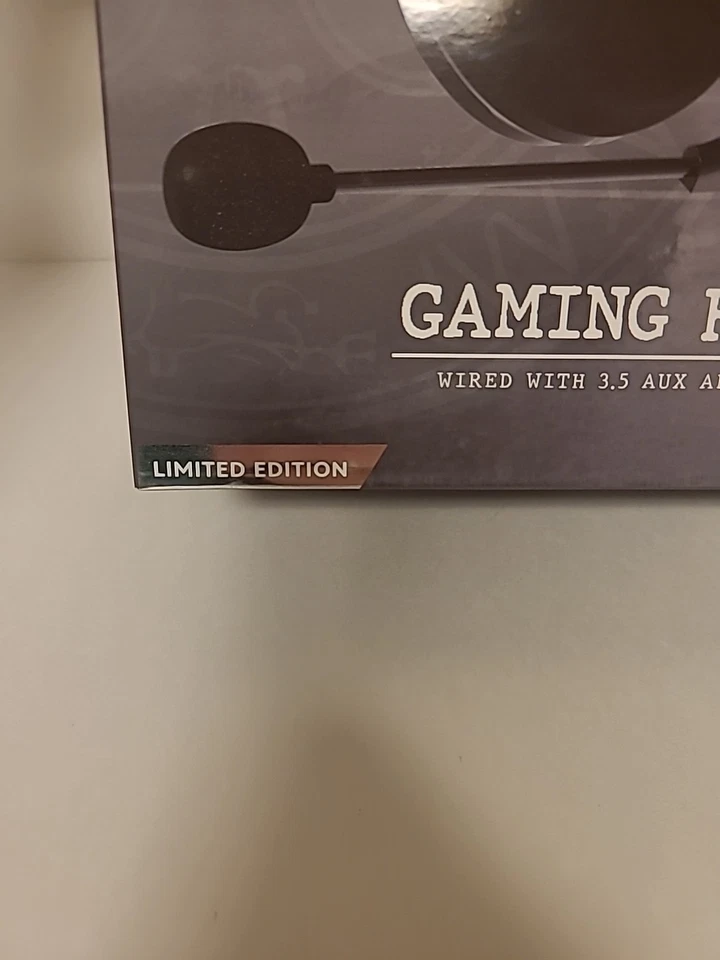 GAMING
WIRED WITH 3.5 AUX
LIMITED EDITION